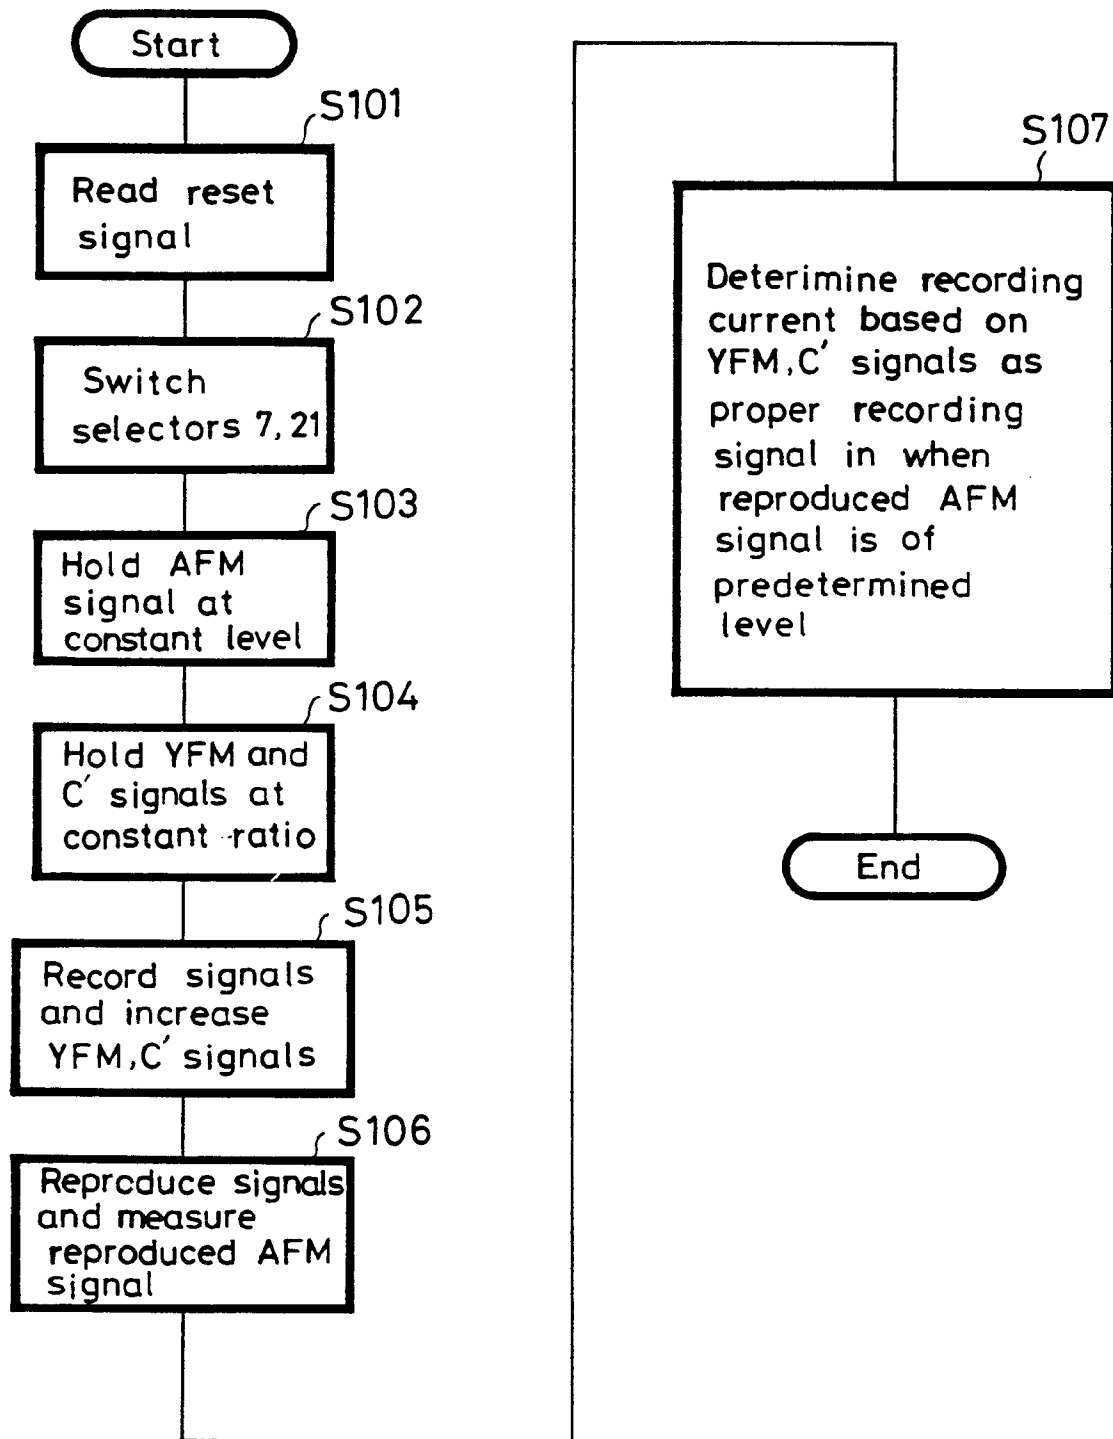 Start
S101
Read reset
signal
S102
Switch
selectors 7, 21
S103
Hold AFM
signal at
constant level
S104
Hold YFM and
C' signals at
constant ratio
S105
Record signals
and increase
YFM, C' signals
S106
Reproduce signals
and measure
reproduced AFM
signal
S107
Deterimine recording
current based on
YFM, C' signals as
proper recording
signal in when
reproduced AFM
signal is of
predetermined
level
End